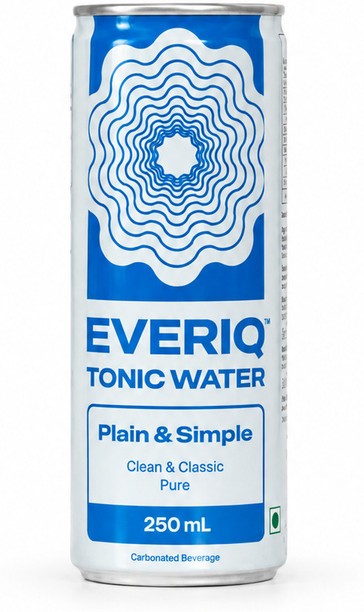 EVERIQ™
TONIC WATER
Plain & Simple
Clean & Classic
Pure
250 mL
Carbonated Beverage